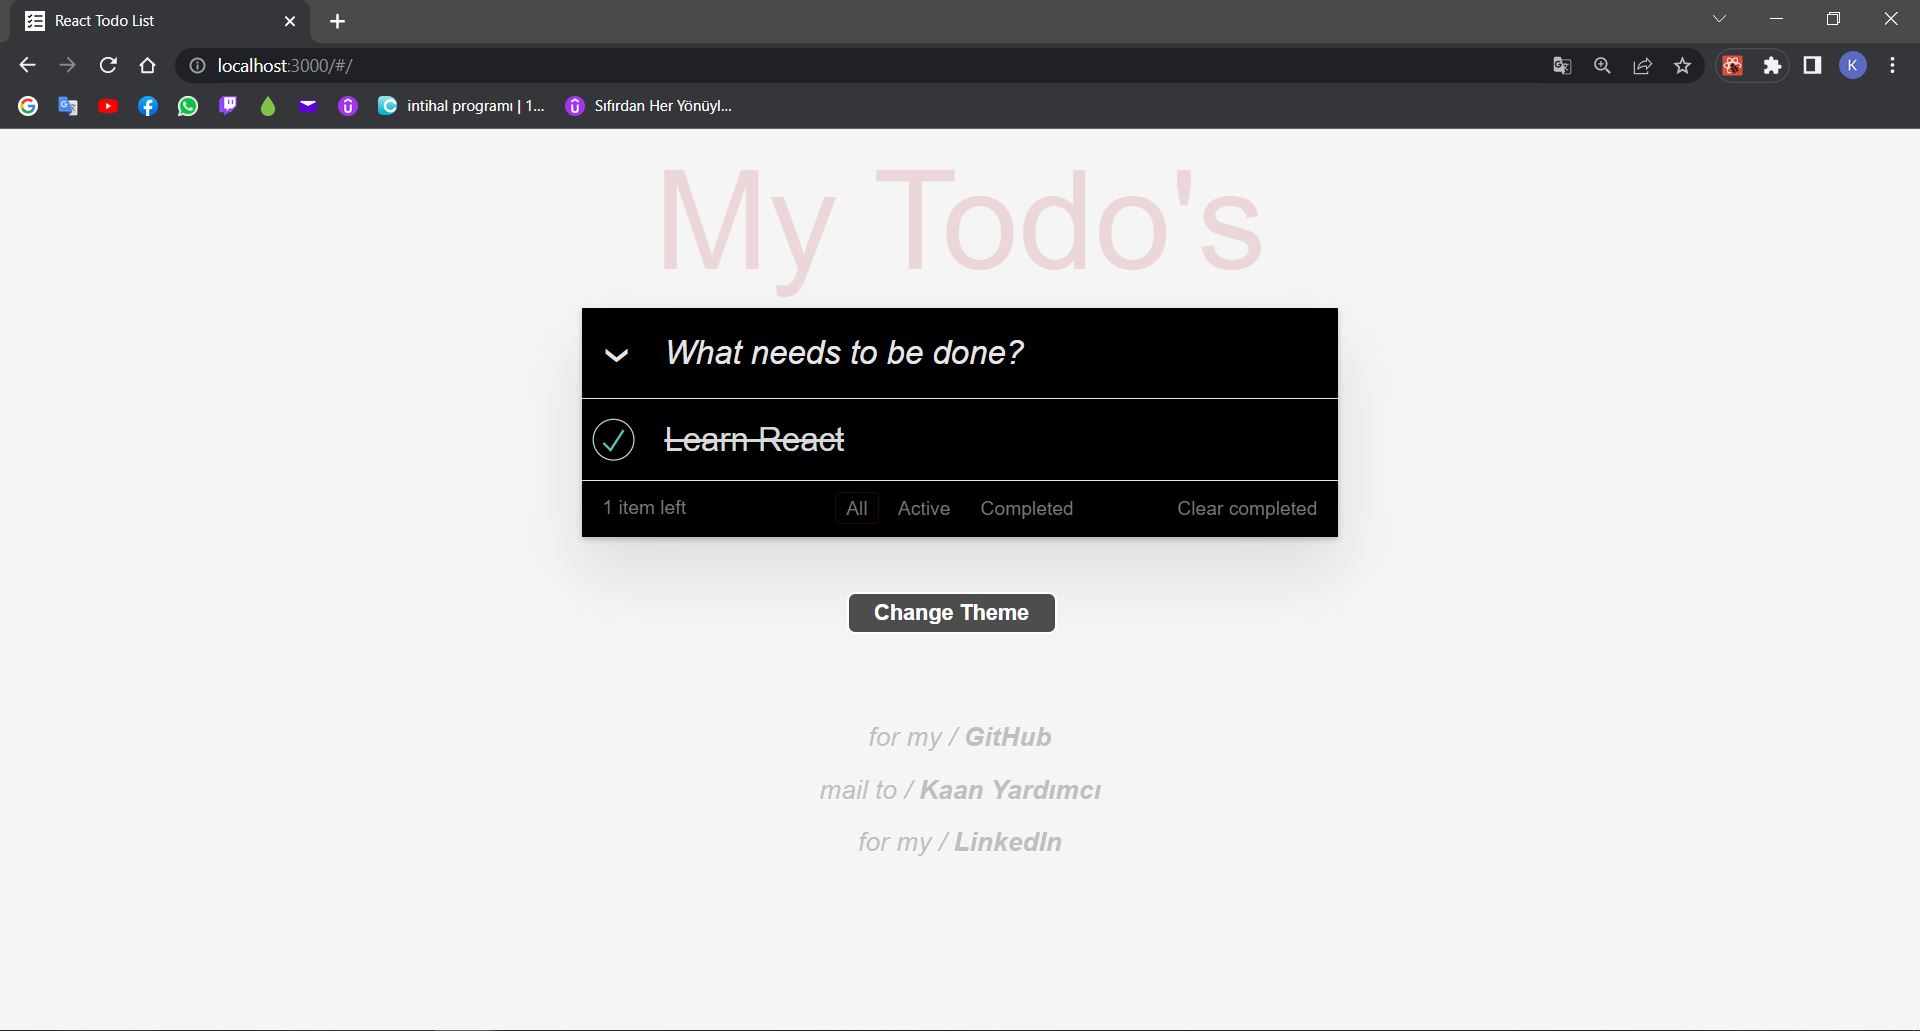 React Todo List
localhost:3000/#/
K
intihal programı | 1...
Sıfırdan Her Yönüyl...
My Todo's
What needs to be done?
Learn React
1 item left
All
Active
Completed
Clear completed
Change Theme
for my / GitHub
mail to / Kaan Yardımcı
for my / LinkedIn